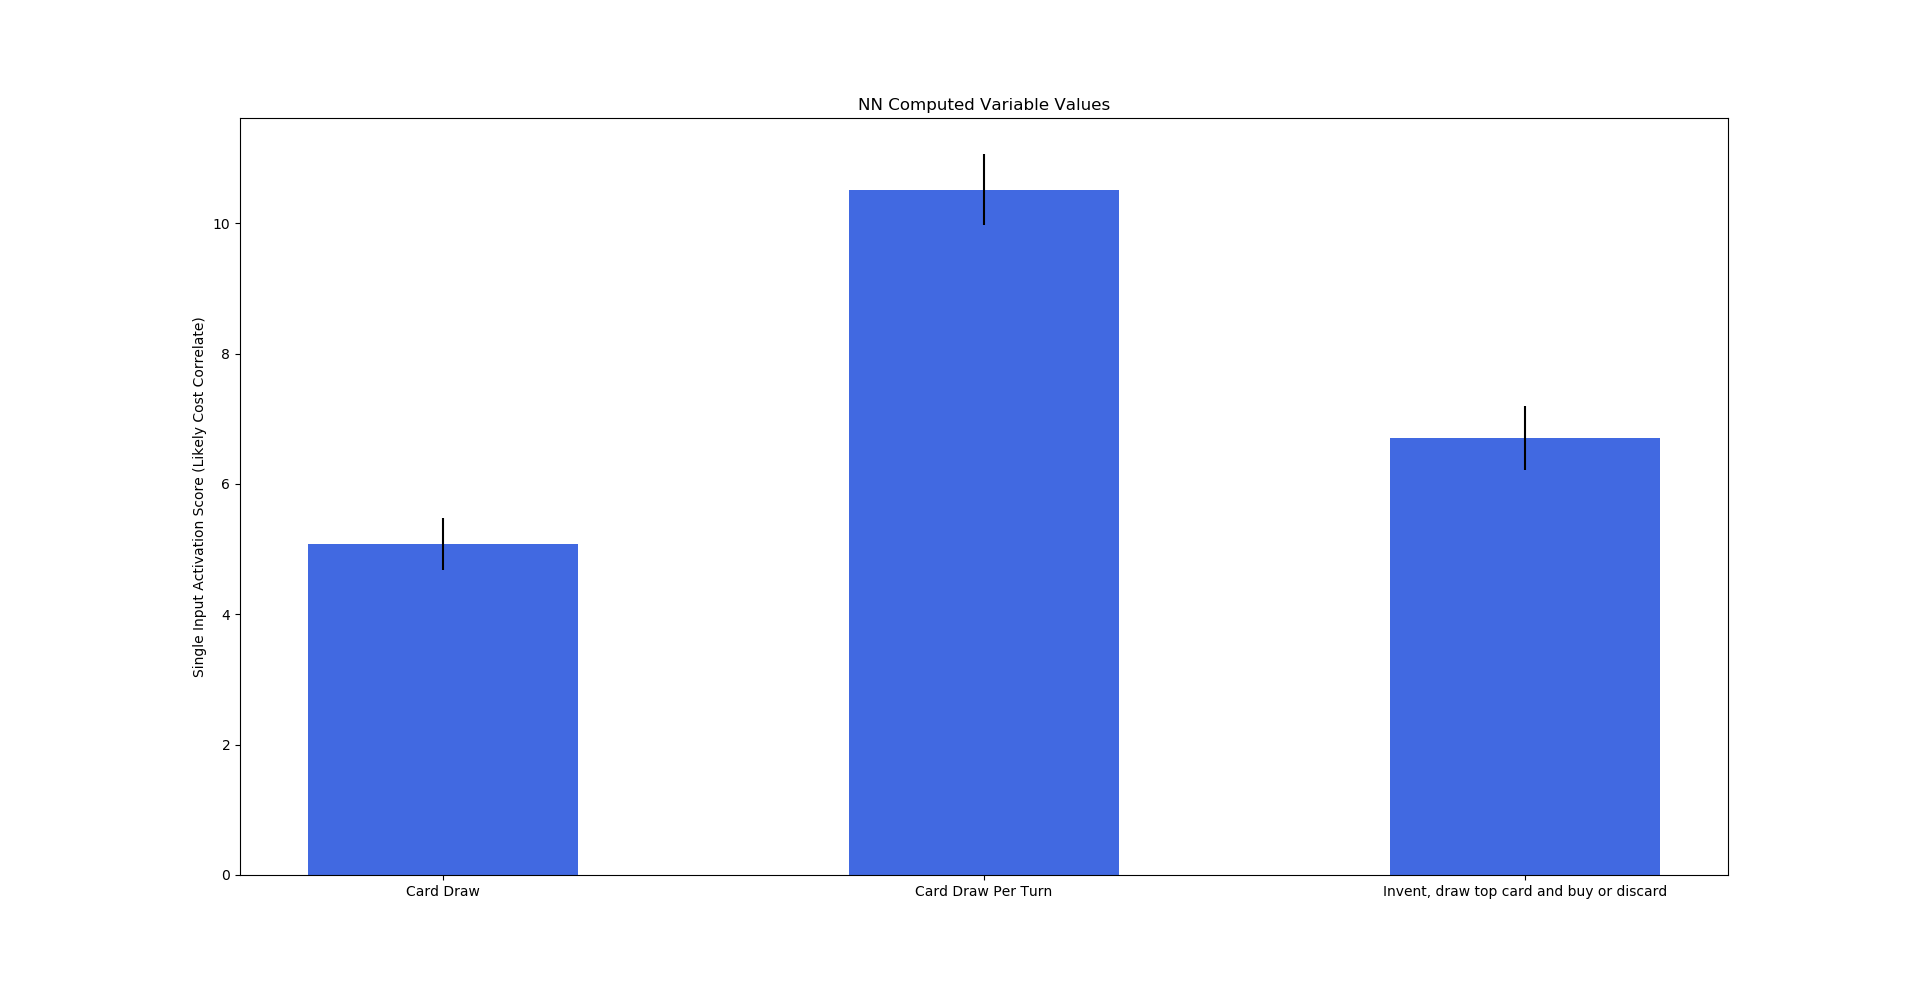 NN Computed Variable Values
Single Input Activation Score (Likely Cost Correlate)
10
8
6
4
2
0
Card Draw
Card Draw Per Turn
Invent, draw top card and buy or discard